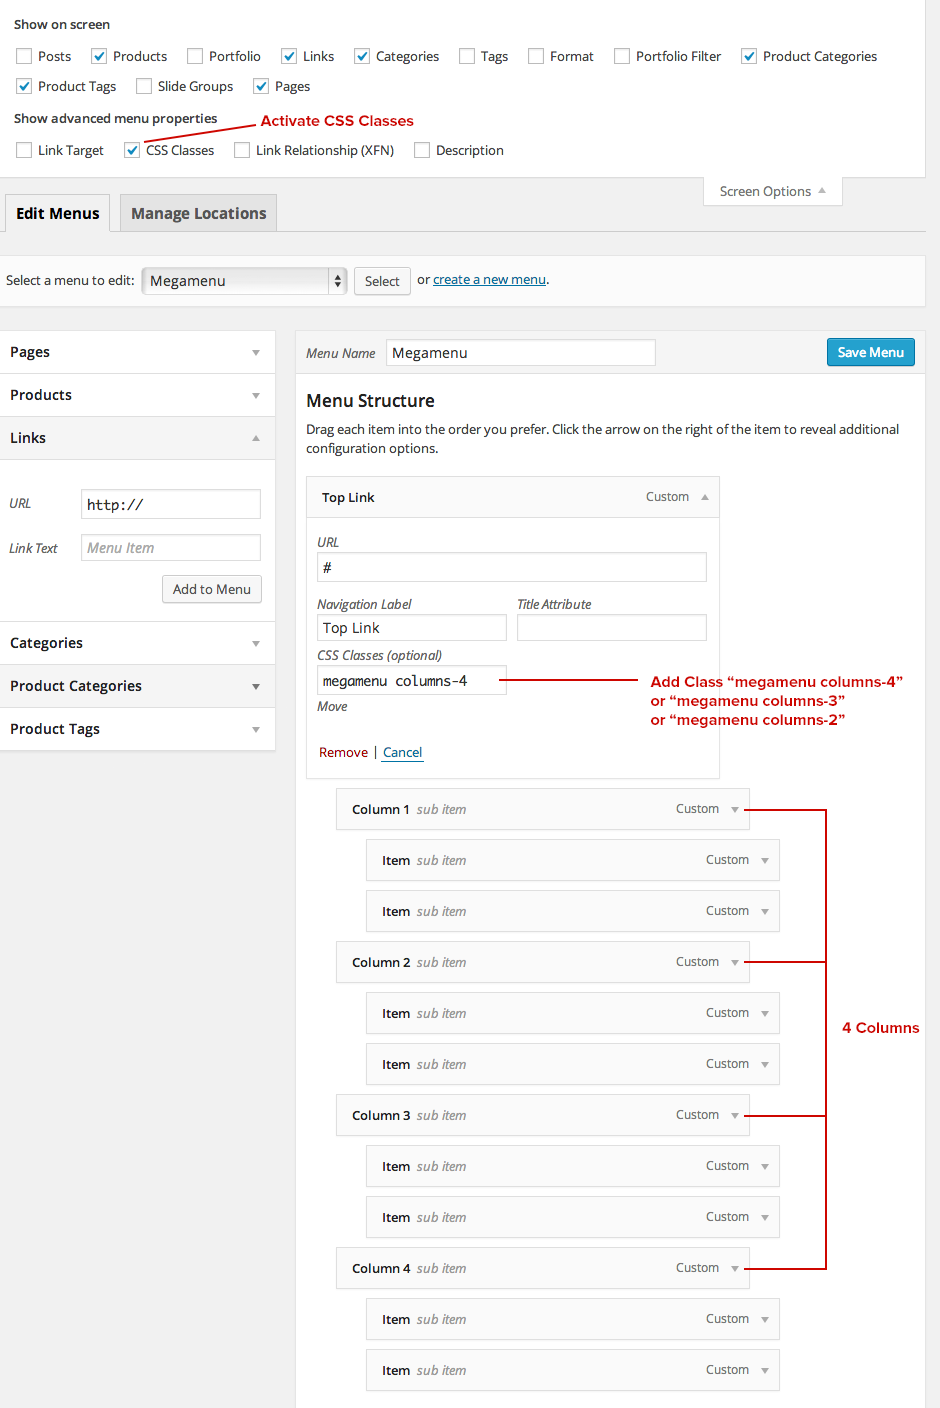 Show on screen
Posts Products Portfolio Links Categories Tags Format Portfolio Filter Product Categories
Product Tags Slide Groups Pages
Show advanced menu properties
Activate CSS Classes
Link Target CSS Classes Link Relationship (XFN) Description
Screen Options
Edit Menus Manage Locations
Select a menu to edit: Megamenu Select or create a new menu.
Pages
Products
Links
URL http://
Link Text Menu Item
Add to Menu
Categories
Product Categories
Product Tags
Menu Name Megamenu Save Menu
Menu Structure
Drag each item into the order you prefer. Click the arrow on the right of the item to reveal additional
configuration options.
Top Link Custom
URL
#
Navigation Label Title Attribute
Top Link
CSS Classes (optional)
megamenu columns-4
Add Class “megamenu columns-4”
or “megamenu columns-3”
or “megamenu columns-2”
Move
Remove | Cancel
Column 1 sub item Custom
Item sub item Custom
Item sub item Custom
Column 2 sub item Custom
Item sub item Custom
4 Columns
Item sub item Custom
Column 3 sub item Custom
Item sub item Custom
Item sub item Custom
Column 4 sub item Custom
Item sub item Custom
Item sub item Custom